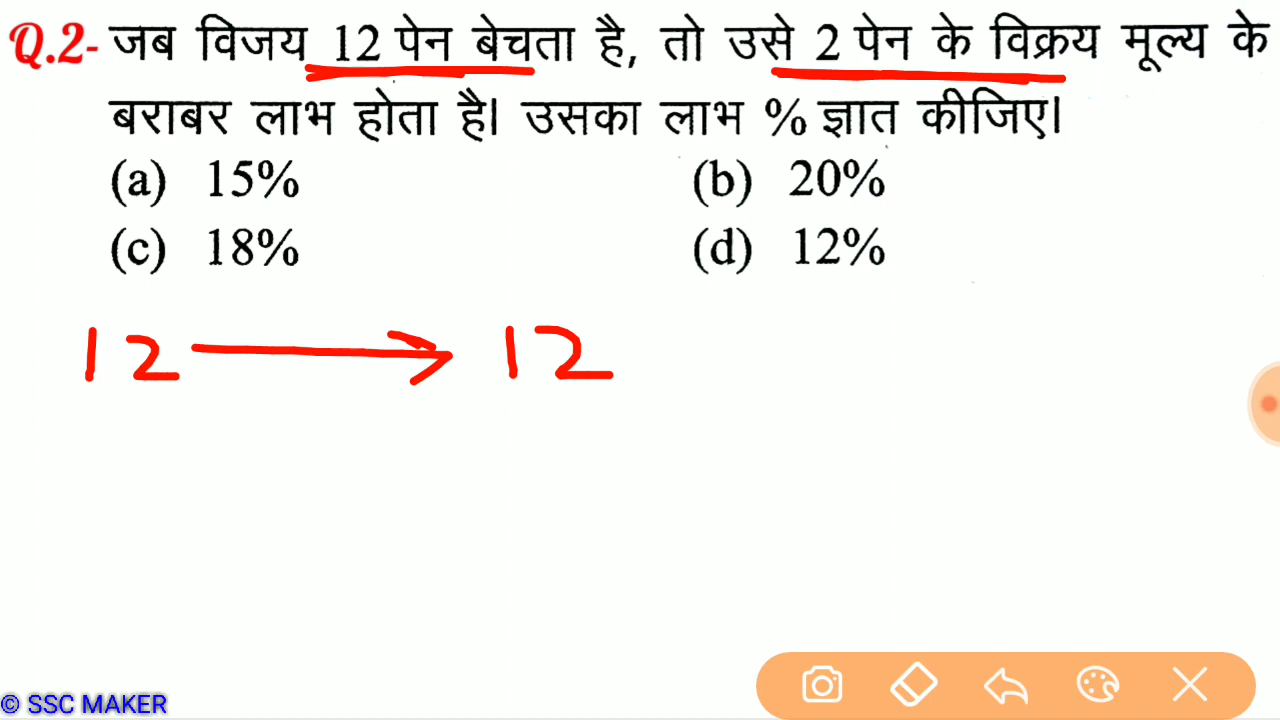 Q.2- जब विजय 12 पेन बेचता है, तो उसे 2 पेन के विक्रय मूल्य के
बराबर लाभ होता है। उसका लाभ % ज्ञात कीजिए।
(a) 15% (b) 20%
(c) 18% (d) 12%
12 → 12
© SSC MAKER